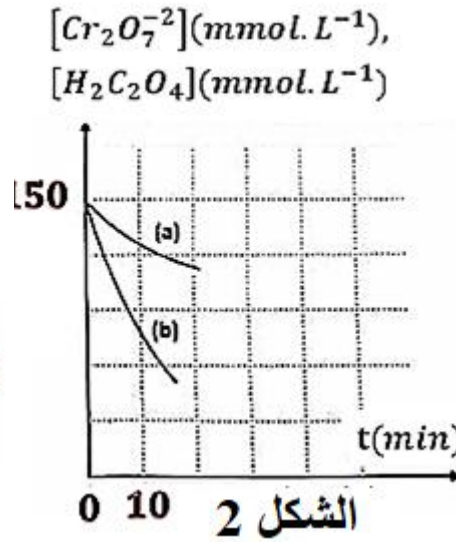 [Cr₂O₇⁻²](mmol.L⁻¹),
[H₂C₂O₄](mmol.L⁻¹)
150
(a)
(b)
t(min)
0 10
الشكل 2